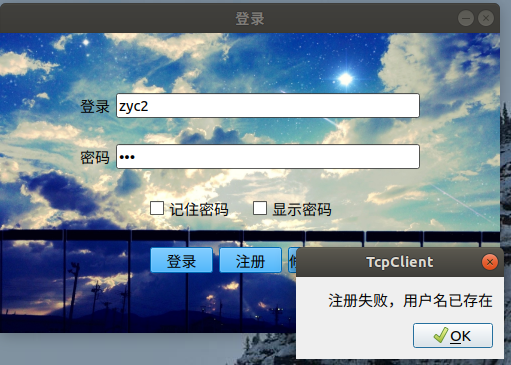 登录
登录 zyc2
密码 •••
记住密码 显示密码
登录 注册
TcpClient
注册失败，用户名已存在
OK